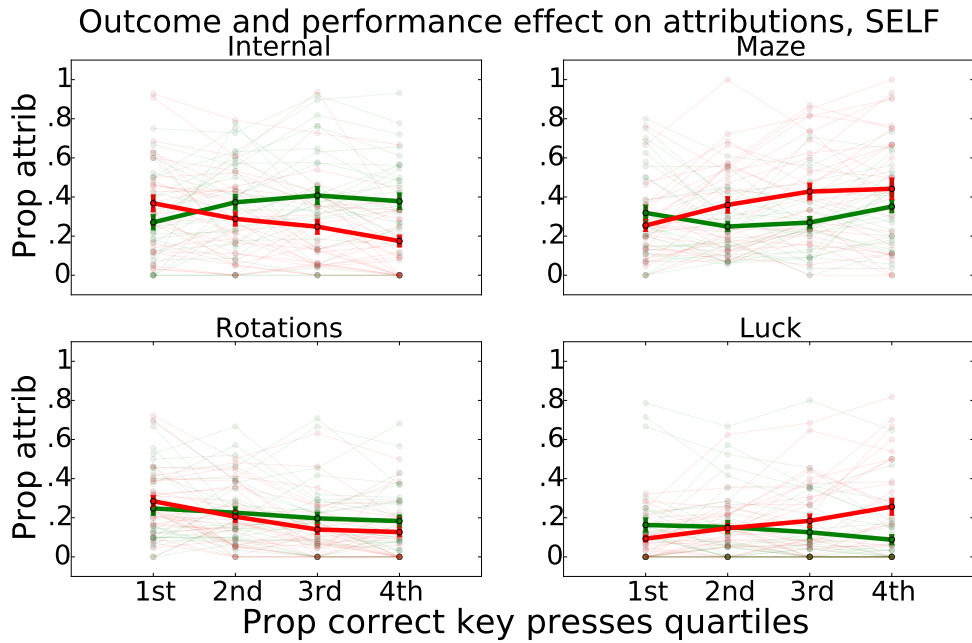 Outcome and performance effect on attributions, SELF
Internal
Maze
1
.8
.6
.4
.2
0
Prop attrib
1
.8
.6
.4
.2
0
Rotations
Luck
1
.8
.6
.4
.2
0
Prop attrib
1
.8
.6
.4
.2
0
1st 2nd 3rd 4th
1st 2nd 3rd 4th
Prop correct key presses quartiles